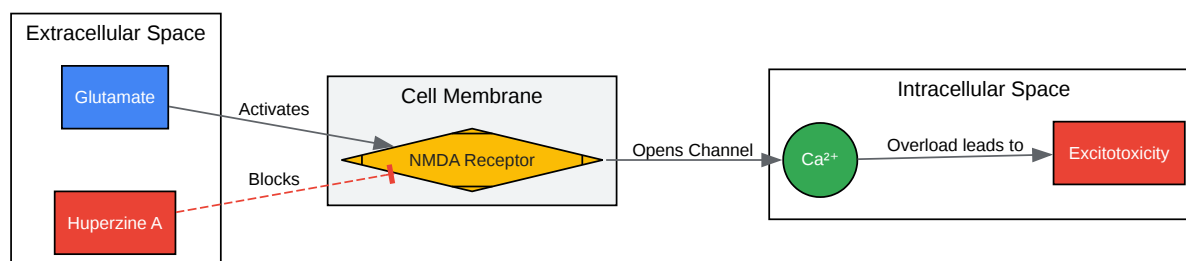 Extracellular Space
Glutamate
Activates
Huperzine A
Blocks
Cell Membrane
NMDA Receptor
Opens Channel
Intracellular Space
Ca²⁺
Overload leads to
Excitotoxicity